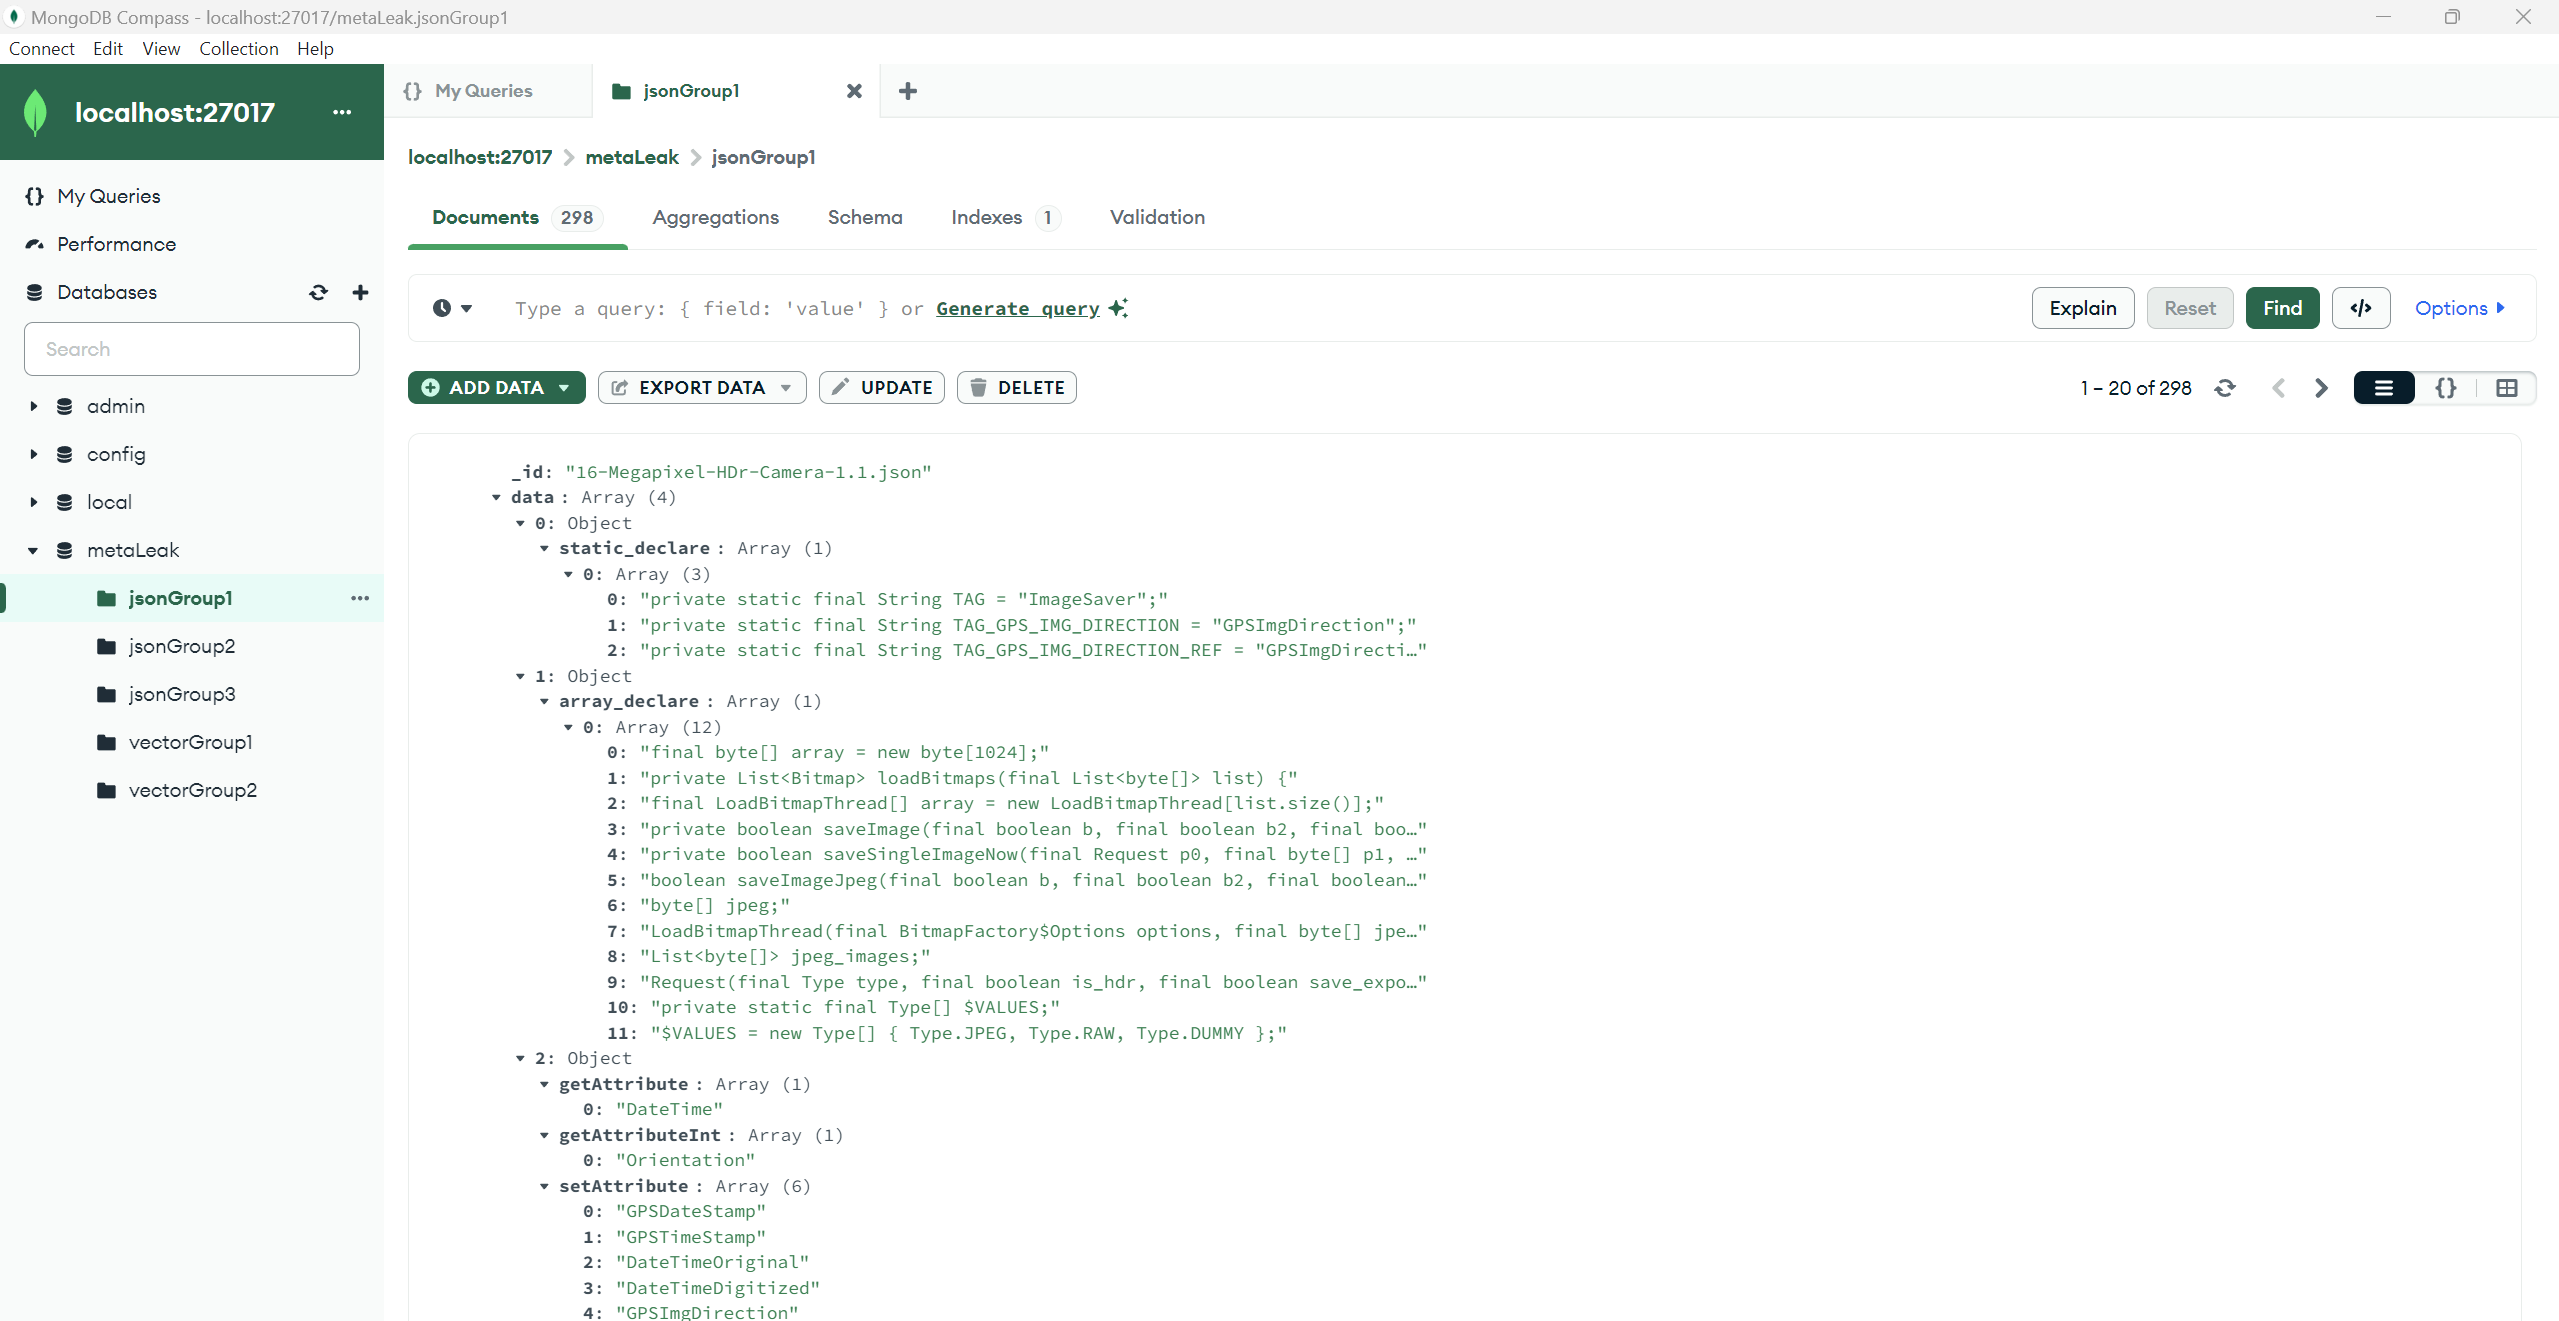 MongoDB Compass - localhost:27017/metaLeak.jsonGroup1
Connect Edit View Collection Help
localhost:27017
My Queries
Performance
Databases
Search
admin
config
local
metaLeak
jsonGroup1
jsonGroup2
jsonGroup3
vectorGroup1
vectorGroup2
{} My Queries
jsonGroup1
localhost:27017 > metaLeak > jsonGroup1
Documents 298 Aggregations Schema Indexes 1 Validation
Type a query: { field: 'value' } or Generate query
Explain Reset Find </> Options
ADD DATA EXPORT DATA UPDATE DELETE
1 – 20 of 298 {}
_id: "16-Megapixel-HDr-Camera-1.1.json"
data : Array (4)
0: Object
static_declare : Array (1)
0: Array (3)
0: "private static final String TAG = "ImageSaver";"
1: "private static final String TAG_GPS_IMG_DIRECTION = "GPSImgDirection";"
2: "private static final String TAG_GPS_IMG_DIRECTION_REF = "GPSImgDirecti…"
1: Object
array_declare : Array (1)
0: Array (12)
0: "final byte[] array = new byte[1024];"
1: "private List<Bitmap> loadBitmaps(final List<byte[]> list) {"
2: "final LoadBitmapThread[] array = new LoadBitmapThread[list.size()];"
3: "private boolean saveImage(final boolean b, final boolean b2, final boo…"
4: "private boolean saveSingleImageNow(final Request p0, final byte[] p1, …"
5: "boolean saveImageJpeg(final boolean b, final boolean b2, final boolean…"
6: "byte[] jpeg;"
7: "LoadBitmapThread(final BitmapFactory$Options options, final byte[] jpe…"
8: "List<byte[]> jpeg_images;"
9: "Request(final Type type, final boolean is_hdr, final boolean save_expo…"
10: "private static final Type[] $VALUES;"
11: "$VALUES = new Type[] { Type.JPEG, Type.RAW, Type.DUMMY };"
2: Object
getAttribute : Array (1)
0: "DateTime"
getAttributeInt : Array (1)
0: "Orientation"
setAttribute : Array (6)
0: "GPSDateStamp"
1: "GPSTimeStamp"
2: "DateTimeOriginal"
3: "DateTimeDigitized"
4: "GPSImgDirection"